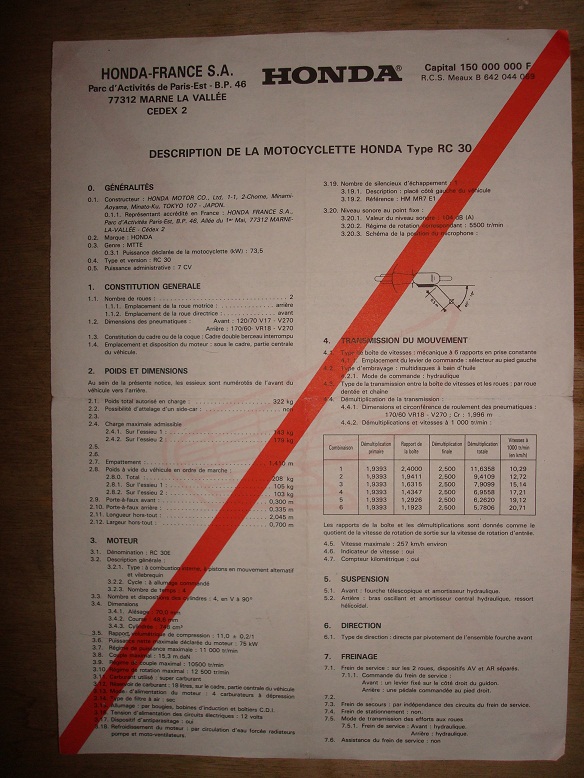 HONDA-FRANCE S.A.
Parc d'Activités de Paris-Est - B.P. 46
77312 MARNE LA VALLÉE
CEDEX 2
HONDA®
Capital 150 000 000 F
R.C.S. Meaux B 642 044
DESCRIPTION DE LA MOTOCYCLETTE HONDA Type RC 30
0. GÉNÉRALITÉS
0.1. Constructeur : HONDA MOTOR CO., Ltd. 1-1, 2-Chome, Minami-
Aoyama, Minato-Ku, TOKYO 107 - JAPON.
0.1.1. Représentant accrédité en France : HONDA FRANCE S.A.,
Parc d'Activités Paris-Est, B.P. 46, Allée du 1er Mai, 77312 MARNE-
LA-VALLÉE - Cédex 2
0.2. Marque : HONDA
0.3. Genre : MTTE
0.3.1 Puissance déclarée de la motocyclette (kW) : 73,5
0.4. Type et version : RC 30
0.5 Puissance administrative : 7 CV
1. CONSTITUTION GENERALE
1.1. Nombre de roues : 2
1.1.1. Emplacement de la roue motrice : arrière
1.1.2. Emplacement de la roue directrice : avant
1.2. Dimensions des pneumatiques : Avant : 120/70 V17 - V270
Arrière : 170/60- VR18 - V270
1.3. Constitution du cadre ou de la coque : Cadre double berceau interrompu
1.4. Emplacement et disposition du moteur : sous le cadre, partie centrale
du véhicule.
2. POIDS ET DIMENSIONS
Au sein de la présente notice, les essieux sont numérotés de l'avant du
véhicule vers l'arrière.
2.1. Poids total autorisé en charge : 322 kg
2.2. Possibilité d'attelage d'un side-car : non
2.3.
2.4. Charge maximale admissible
2.4.1. Sur l'essieu 1 : 143 kg
2.4.2. Sur l'essieu 2 : 179 kg
2.5.
2.6.
2.7. Empattement : 1,410 m
2.8. Poids à vide du véhicule en ordre de marche :
2.8.0. Total : 208 kg
2.8.1. Sur l'essieu 1 : 105 kg
2.8.2. Sur l'essieu 2 : 103 kg
2.9. Porte-à-faux avant : 0,300 m
2.10. Porte-à-faux arrière : 0,335 m
2.11. Longueur hors-tout : 2,045 m
2.12. Largeur hors-tout : 0,700 m
3. MOTEUR
3.1. Dénomination : RC 30E
3.2. Description générale :
3.2.1. Type : à combustion interne, à pistons en mouvement alternatif
et vilebrequin
3.2.2. Cycle : à allumage commandé
3.2.3. Nombre de temps : 4
3.3. Nombre et disposition des cylindres : 4, en V à 90°
3.4. Dimensions
3.4.1. Alésage : 70,0 mm
3.4.2. Course : 48,6 mm
3.4.3. Cylindrée : 748 cm³
3.5. Rapport volumétrique de compression : 11,0 ± 0,2/1
3.6. Puissance nette maximale déclarée du moteur : 75 kW
3.7. Régime de puissance maximale : 11 000 tr/min
3.8. Couple maximal : 15,3 m.daN
3.9. Régime du couple maximal : 10500 tr/min
3.10. Régime de rotation maximal : 12 500 tr/min
3.11. Carburant utilisé : super carburant
3.12. Réservoir de carburant : 18 litres, sur le cadre, partie centrale du véhicule
3.13. Mode d'alimentation du moteur : 4 carburateurs à dépression
3.14. Type de filtre à air : sec
3.15. Allumage : par bougies, bobines d'induction et boîtiers C.D.I.
3.16. Tension d'alimentation des circuits électriques : 12 volts
3.17. Dispositif d'antiparasitage : oui
3.18. Refroidissement du moteur : par circulation d'eau forcée radiateurs
pompe et moto-ventilateurs.
3.19. Nombre de silencieux d'échappement : 1
3.19.1. Description : placé côté gauche du véhicule
3.19.2. Référence : HM MR7 E1
3.20. Niveau sonore au point fixe :
3.20.1. Valeur du niveau sonore : (A)
3.20.2. Régime de rotation correspondant : 5500 tr/min
3.20.3. Schéma de la position du microphone :
4. TRANSMISSION DU MOUVEMENT
4.1. Type de boîte de vitesses : mécanique à 6 rapports en prise constante
4.1. Emplacement du levier de commande : sélecteur au pied gauche
4.2. Type d'embrayage : multidisques à bain d'huile
4.2.1. Mode de commande : hydraulique
4.3. Type de la transmission entre la boîte de vitesses et les roues : par roue
dentée et chaîne
4.4. Démultiplication de la transmission :
4.4.1. Dimensions et circonférence de roulement des pneumatiques :
170/60 VR18 - V270 ; Cr : 1,996 m
4.4.2. Démultiplications et vitesses à 1 000 tr/min :
Combinaison Démultiplication primaire Rapport de la boîte Démultiplication finale Démultiplication totale Vitesses à 1000 tr/min (en km/h)
1 1,9393 2,4000 2,500 11,6358 10,29
2 1,9393 1,9411 2,500 9,4109 12,72
3 1,9393 1,6315 2,500 7,9099 15,14
4 1,9393 1,4347 2,500 6,9558 17,21
5 1,9393 1,2926 2,500 6,2620 19,12
6 1,9393 1,1923 2,500 5,7806 20,71
Les rapports de la boîte et les démultiplications sont donnés comme le
quotient de la vitesse de rotation de sortie sur la vitesse de rotation d'entrée.
4.5. Vitesse maximale : 257 km/h environ
4.6. Indicateur de vitesse : oui
4.7. Compteur kilométrique : oui
5. SUSPENSION
5.1. Avant : fourche télescopique et amortisseur hydraulique.
5.2. Arrière : bras oscillant et amortisseur central hydraulique, ressort
hélicoïdal.
6. DIRECTION
6.1. Type de direction : directe par pivotement de l'ensemble fourche avant
7. FREINAGE
7.1. Frein de service : sur les 2 roues, dispositifs AV et AR séparés.
7.1.1. Commande du frein de service :
Avant : un levier fixé sur le côté droit du guidon.
Arrière : une pédale commandée au pied droit.
7.2.
7.3. Frein de secours : par indépendance des circuits du frein de service.
7.4. Frein de stationnement : non.
7.5. Mode de transmission des efforts aux roues
7.5.1. Frein de service : Avant : hydraulique.
Arrière : hydraulique.
7.6. Assistance du frein de service : non